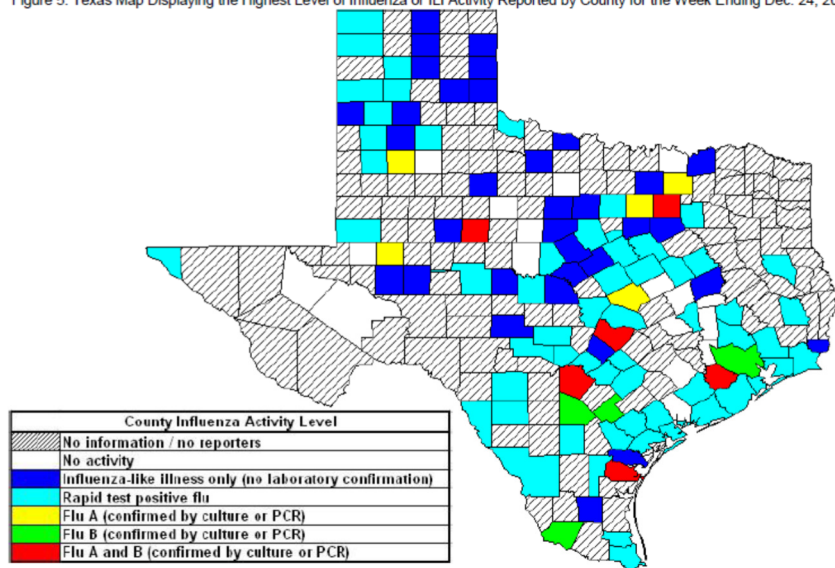 Figure 5. Texas Map Displaying the Highest Level of Influenza or ILI Activity Reported by County for the Week Ending Dec. 24, 20
County Influenza Activity Level
No information / no reporters
No activity
Influenza-like illness only (no laboratory confirmation)
Rapid test positive flu
Flu A (confirmed by culture or PCR)
Flu B (confirmed by culture or PCR)
Flu A and B (confirmed by culture or PCR)